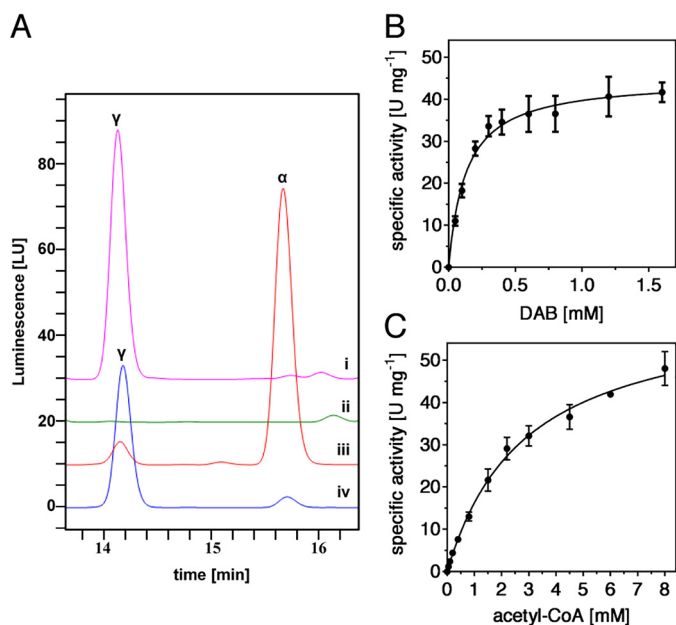 A
γ
α
80
60
40
20
0
Luminescence [LU]
γ
i
ii
iii
iv
14 15 16
time [min]
B
50
40
30
20
10
0
specific activity [U mg⁻¹]
0.0 0.5 1.0 1.5
DAB [mM]
C
50
40
30
20
10
0
specific activity [U mg⁻¹]
0 1 2 3 4 5 6 7 8
acetyl-CoA [mM]